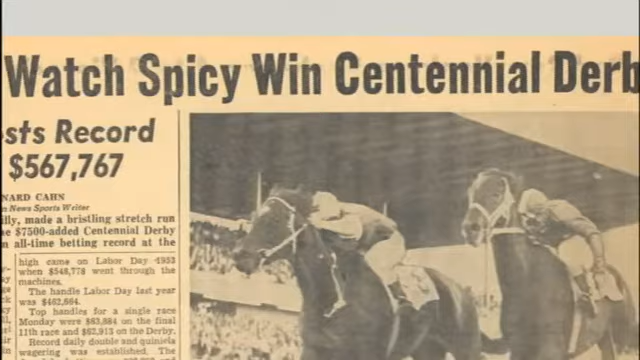 Watch Spicy Win Centennial Derb
sts Record
$567,767
NARD CAHN
News Sports Writer
illy, made a bristling stretch run
$7500-added Centennial Derby
n all-time betting record at the
high came on Labor Day 1953
when $548,778 went through the
machines.
The handle Labor Day last year
was $462,664.
Top handles for a single race
Monday were $63,884 on the final
11th race and $62,913 on the Derby.
Record daily double and quiniela
wagering was established. The